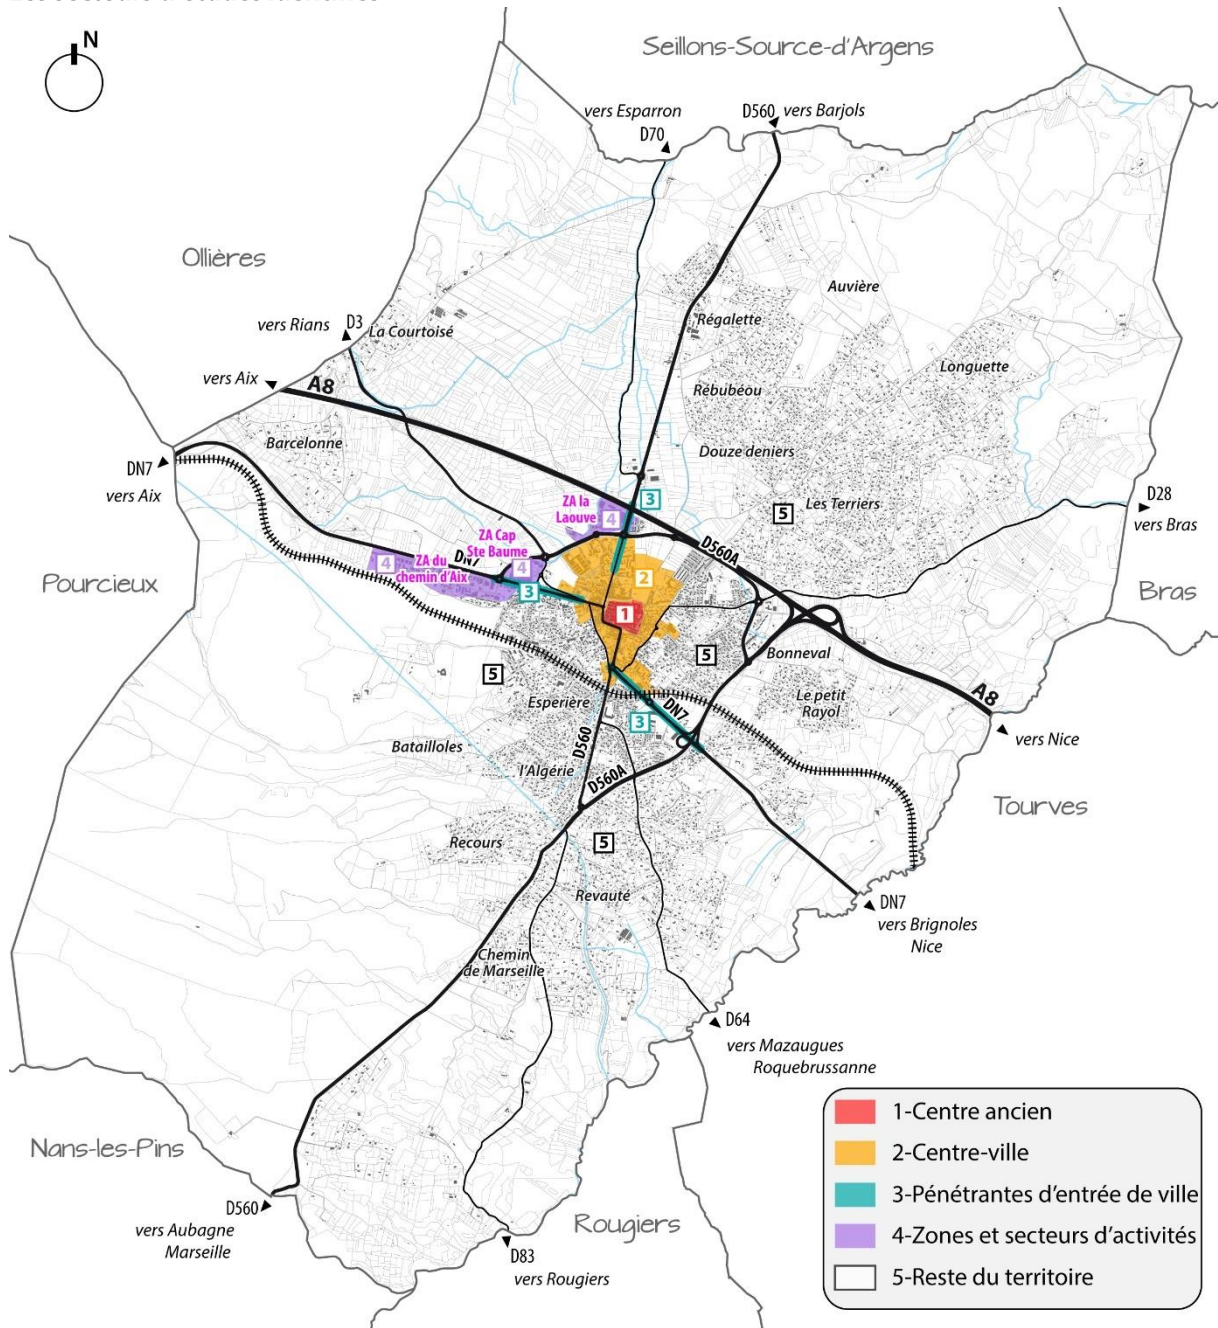 N
Seillons-Source-d'Argens
vers Esparron
D70
D560
vers Barjols
Ollières
Auvière
vers Rians
D3
La Courtoisé
Régalette
Longuette
vers Aix
A8
Rébubéou
Barcelonne
Douze deniers
DN7
vers Aix
ZA la
Laouve
3
4
Les Terriers
5
D28
vers Bras
ZA Cap
Ste Baume
D560A
DN7
4
ZA du
chemin d'Aix
4
2
Pourcieux
3
1
Bras
5
5
Bonneval
A8
Esperière
DN7
Le petit
Rayol
3
vers Nice
D560
Batailloles
l'Algérie
D560A
Tourves
Recours
5
Revauté
DN7
vers Brignoles
Nice
Chemin
de Marseille
D64
vers Mazaugues
Roquebrussanne
Nans-les-Pins
D560
vers Aubagne
Marseille
Rougiers
D83
vers Rougiers
1-Centre ancien
2-Centre-ville
3-Pénétrantes d'entrée de ville
4-Zones et secteurs d'activités
5-Reste du territoire